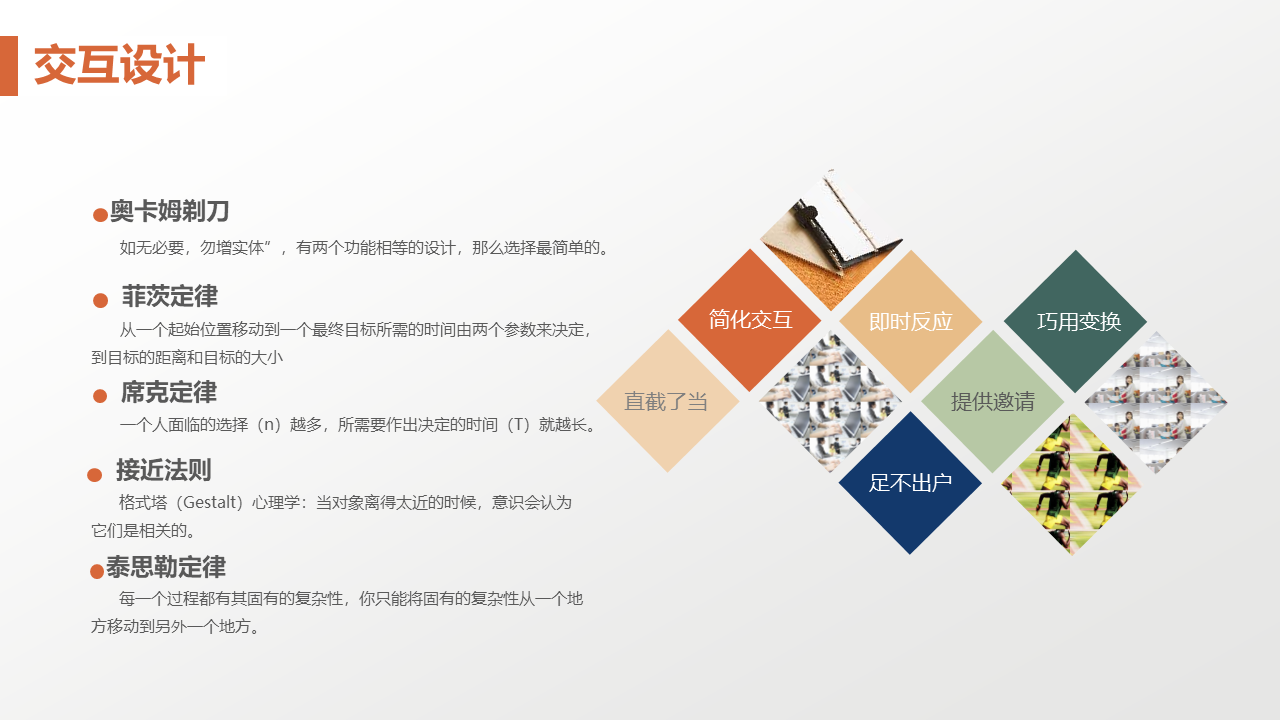 交互设计
奥卡姆剃刀
如无必要，勿增实体”，有两个功能相等的设计，那么选择最简单的。
菲茨定律
从一个起始位置移动到一个最终目标所需的时间由两个参数来决定，
到目标的距离和目标的大小
席克定律
一个人面临的选择（n）越多，所需要作出决定的时间（T）就越长。
接近法则
格式塔（Gestalt）心理学：当对象离得太近的时候，意识会认为
它们是相关的。
泰思勒定律
每一个过程都有其固有的复杂性，你只能将固有的复杂性从一个地
方移动到另外一个地方。
简化交互
即时反应
巧用变换
直截了当
提供邀请
足不出户